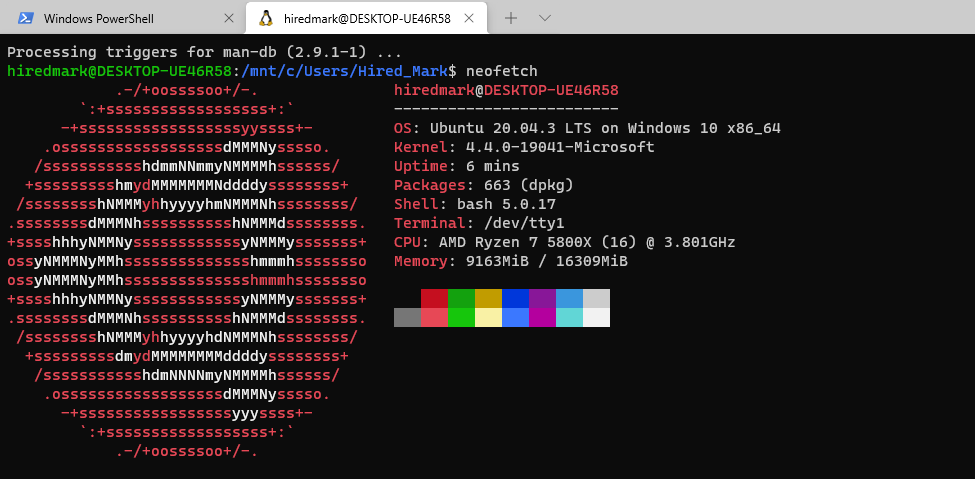 Windows PowerShell
hiredmark@DESKTOP-UE46R58
Processing triggers for man-db (2.9.1-1) ...
hiredmark@DESKTOP-UE46R58:/mnt/c/Users/Hired_Mark$ neofetch
            .-/+oossssoo+/-.               hiredmark@DESKTOP-UE46R58
        `:+ssssssssssssssssss+:`           -------------------------
      -+ssssssssssssssssssyyssss+-         OS: Ubuntu 20.04.3 LTS on Windows 10 x86_64
    .ossssssssssssssssssdMMMNysssso.       Kernel: 4.4.0-19041-Microsoft
   /ssssssssssshdmmNNmmyNMMMMhssssss/      Uptime: 6 mins
  +ssssssssshmydMMMMMMMNddddyssssssss+     Packages: 663 (dpkg)
 /sssssssshNMMMyhhyyyyhmNMMMNhssssssss/    Shell: bash 5.0.17
.ssssssssdMMMNhsssssssssshNMMMdssssssss.   Terminal: /dev/tty1
+sssshhhyNMMNyssssssssssssyNMMMysssssss+   CPU: AMD Ryzen 7 5800X (16) @ 3.801GHz
ossyNMMMNyMMhsssssssssssssshmmmhssssssso   Memory: 9163MiB / 16309MiB
ossyNMMMNyMMhsssssssssssssshmmmhssssssso
+sssshhhyNMMNyssssssssssssyNMMMysssssss+
.ssssssssdMMMNhsssssssssshNMMMdssssssss.
 /sssssssshNMMMyhhyyyyhdNMMMNhssssssss/
  +sssssssssdmydMMMMMMMMddddyssssssss+
   /ssssssssssshdmNNNNmyNMMMMhssssss/
    .ossssssssssssssssssdMMMNysssso.
      -+sssssssssssssssssyyyssss+-
        `:+ssssssssssssssssss+:`
            .-/+oossssoo+/-.